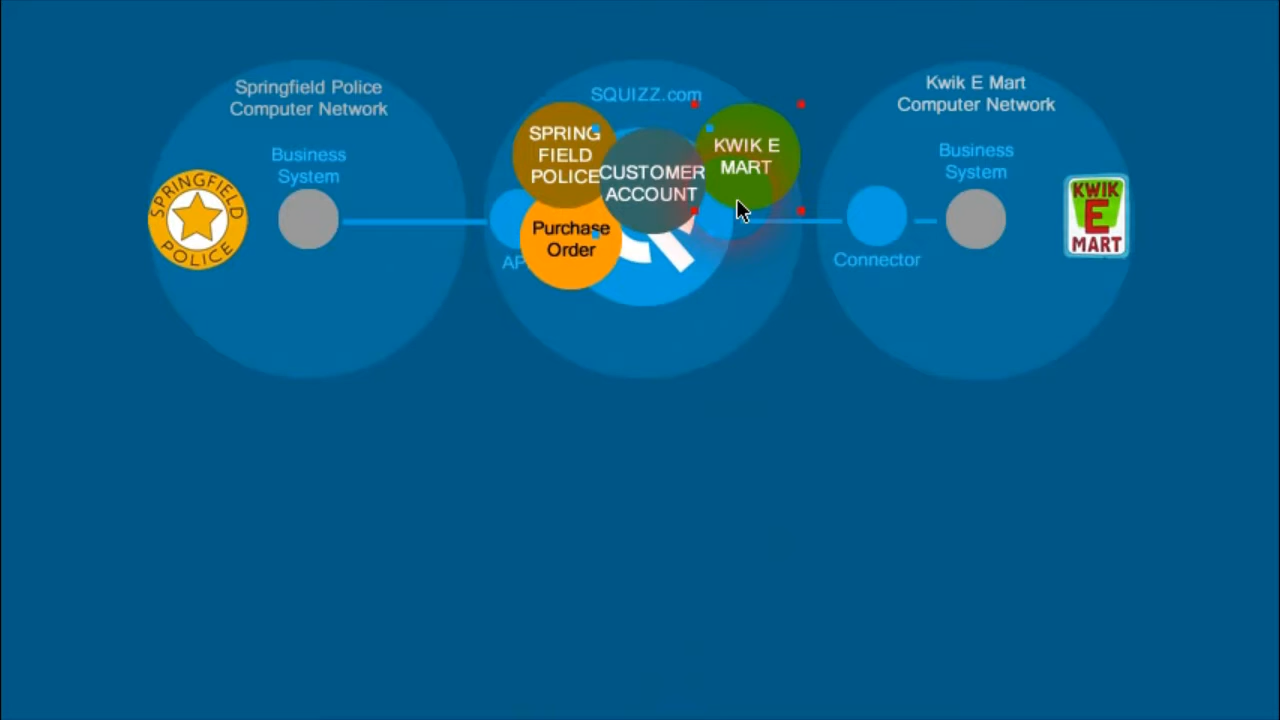 Springfield Police
Computer Network
Business
System
SPRINGFIELD
POLICE
SQUIZZ.com
SPRING
FIELD
POLICE
CUSTOMER
ACCOUNT
KWIK E
MART
Purchase
Order
Kwik E Mart
Computer Network
Business
System
Connector
KWIK
E
MART